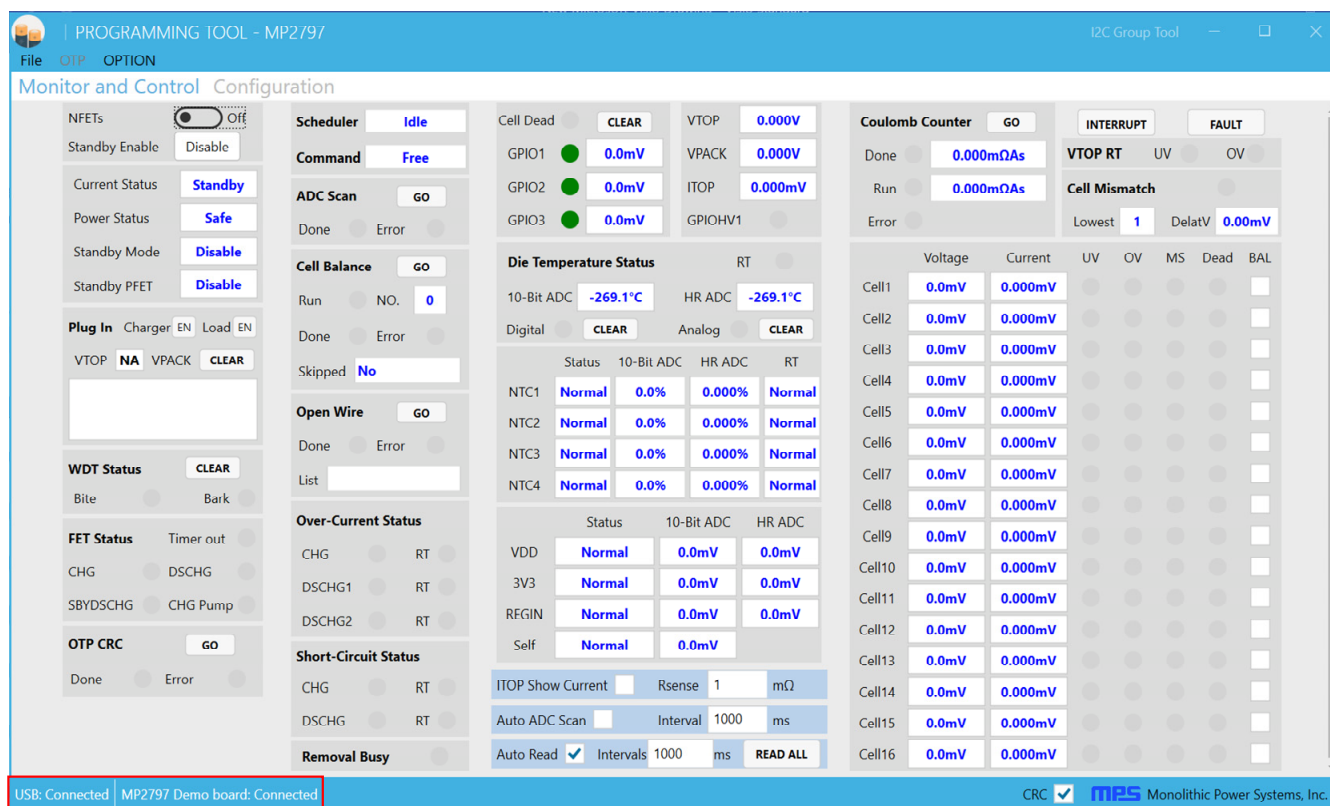 PROGRAMMING TOOL - MP2797
I2C Group Tool
File OTP OPTION
Monitor and Control Configuration
NFETs Off
Standby Enable Disable
Current Status Standby
Power Status Safe
Standby Mode Disable
Standby PFET Disable
Plug In Charger EN Load EN
VTOP NA VPACK CLEAR
WDT Status CLEAR
Bite Bark
FET Status Timer out
CHG DSCHG
SBYDSCHG CHG Pump
OTP CRC GO
Done Error
Scheduler Idle
Command Free
ADC Scan GO
Done Error
Cell Balance GO
Run NO. 0
Done Error
Skipped No
Open Wire GO
Done Error
List
Over-Current Status
CHG RT
DSCHG1 RT
DSCHG2 RT
Short-Circuit Status
CHG RT
DSCHG RT
Removal Busy
Cell Dead CLEAR
GPIO1 0.0mV
GPIO2 0.0mV
GPIO3 0.0mV
VTOP 0.000V
VPACK 0.000V
ITOP 0.000mV
GPIOHV1
Die Temperature Status RT
10-Bit ADC -269.1°C HR ADC -269.1°C
Digital CLEAR Analog CLEAR
Status 10-Bit ADC HR ADC RT
NTC1 Normal 0.0% 0.000% Normal
NTC2 Normal 0.0% 0.000% Normal
NTC3 Normal 0.0% 0.000% Normal
NTC4 Normal 0.0% 0.000% Normal
Status 10-Bit ADC HR ADC
VDD Normal 0.0mV 0.0mV
3V3 Normal 0.0mV 0.0mV
REGIN Normal 0.0mV 0.0mV
Self Normal 0.0mV
ITOP Show Current Rsense 1 mΩ
Auto ADC Scan Interval 1000 ms
Auto Read Intervals 1000 ms READ ALL
Coulomb Counter GO
Done 0.000mΩAs
Run 0.000mΩAs
Error
INTERRUPT FAULT
VTOP RT UV OV
Cell Mismatch
Lowest 1 DelatV 0.00mV
Voltage Current UV OV MS Dead BAL
Cell1 0.0mV 0.000mV
Cell2 0.0mV 0.000mV
Cell3 0.0mV 0.000mV
Cell4 0.0mV 0.000mV
Cell5 0.0mV 0.000mV
Cell6 0.0mV 0.000mV
Cell7 0.0mV 0.000mV
Cell8 0.0mV 0.000mV
Cell9 0.0mV 0.000mV
Cell10 0.0mV 0.000mV
Cell11 0.0mV 0.000mV
Cell12 0.0mV 0.000mV
Cell13 0.0mV 0.000mV
Cell14 0.0mV 0.000mV
Cell15 0.0mV 0.000mV
Cell16 0.0mV 0.000mV
USB: Connected MP2797 Demo board: Connected
CRC mps Monolithic Power Systems, Inc.